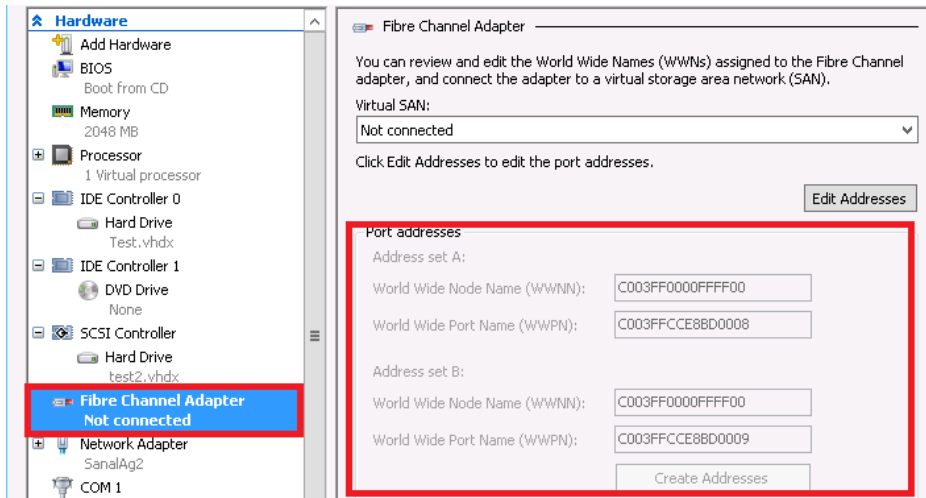 Hardware
Add Hardware
BIOS
Boot from CD
Memory
2048 MB
Processor
1 Virtual processor
IDE Controller 0
Hard Drive
Test.vhdx
IDE Controller 1
DVD Drive
None
SCSI Controller
Hard Drive
test2.vhdx
Fibre Channel Adapter
Not connected
Network Adapter
SanalAg2
COM 1
Fibre Channel Adapter
You can review and edit the World Wide Names (WWNs) assigned to the Fibre Channel
adapter, and connect the adapter to a virtual storage area network (SAN).
Virtual SAN:
Not connected
Click Edit Addresses to edit the port addresses.
Edit Addresses
Port addresses
Address set A:
World Wide Node Name (WWNN): C003FF0000FFFF00
World Wide Port Name (WWPN): C003FFCCE8BD0008
Address set B:
World Wide Node Name (WWNN): C003FF0000FFFF00
World Wide Port Name (WWPN): C003FFCCE8BD0009
Create Addresses